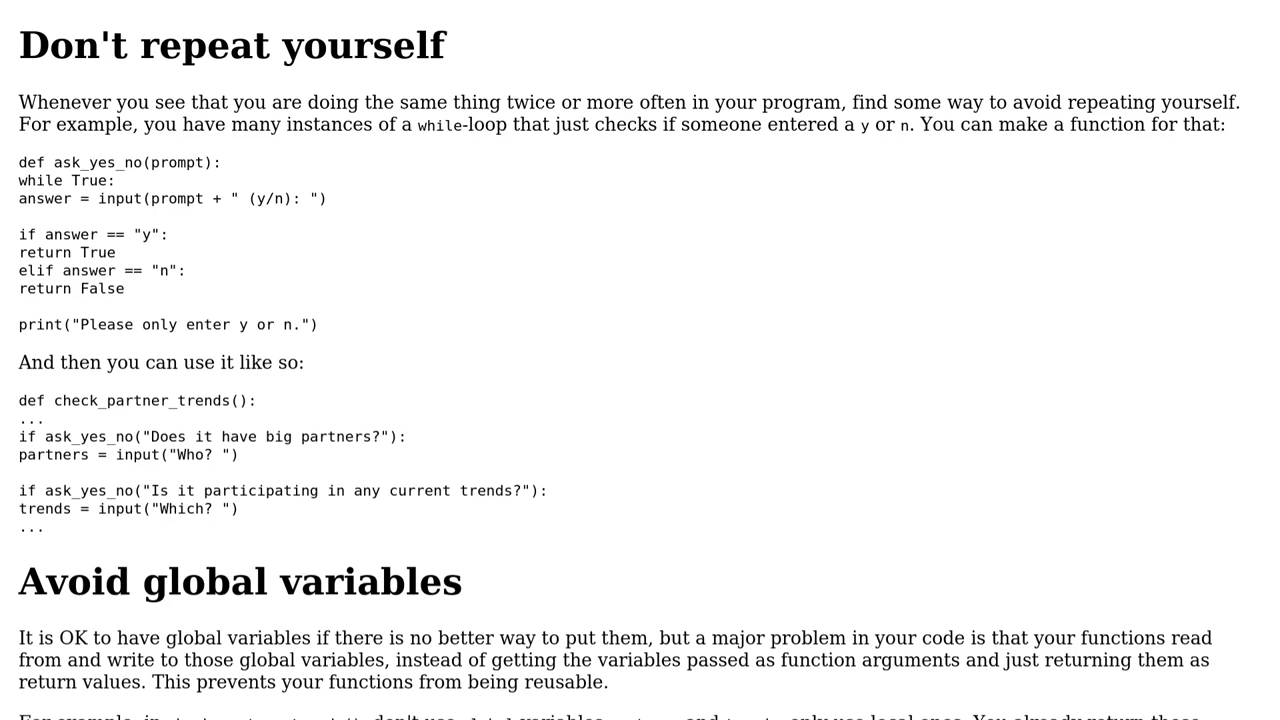 Don't repeat yourself
Whenever you see that you are doing the same thing twice or more often in your program, find some way to avoid repeating yourself.
For example, you have many instances of a while-loop that just checks if someone entered a y or n. You can make a function for that:
def ask_yes_no(prompt):
while True:
answer = input(prompt + " (y/n): ")
if answer == "y":
return True
elif answer == "n":
return False
print("Please only enter y or n.")
And then you can use it like so:
def check_partner_trends():
...
if ask_yes_no("Does it have big partners?"):
partners = input("Who? ")
if ask_yes_no("Is it participating in any current trends?"):
trends = input("Which? ")
...
Avoid global variables
It is OK to have global variables if there is no better way to put them, but a major problem in your code is that your functions read
from and write to those global variables, instead of getting the variables passed as function arguments and just returning them as
return values. This prevents your functions from being reusable.